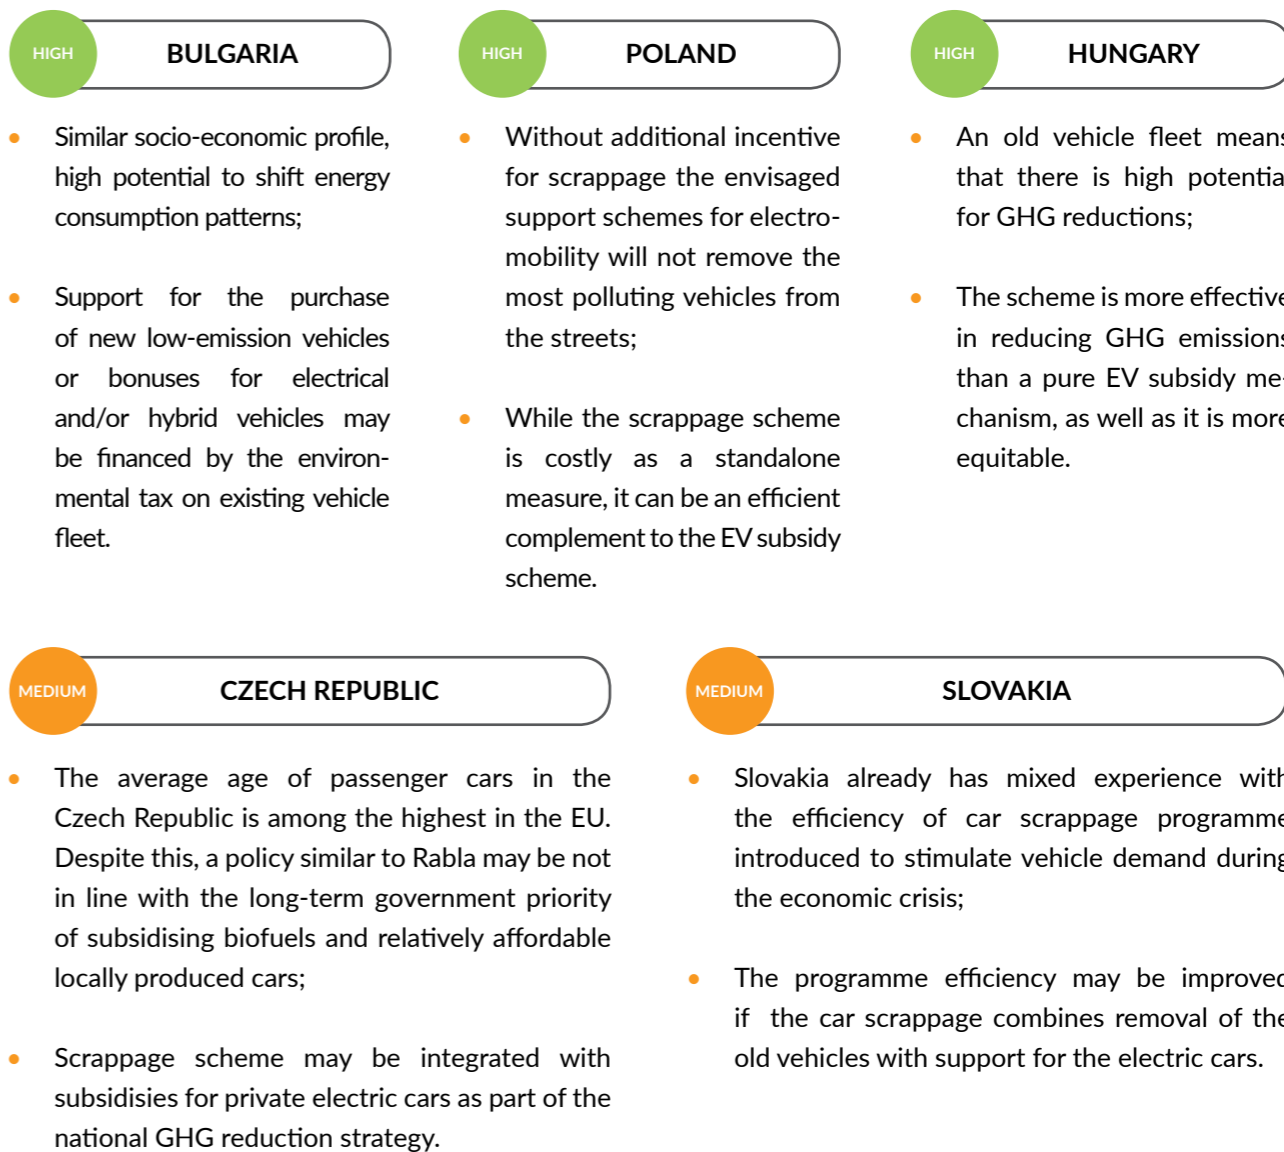 HIGH
BULGARIA
Similar socio-economic profile,
high potential to shift energy
consumption patterns;
Support for the purchase
of new low-emission vehicles
or bonuses for electrical
and/or hybrid vehicles may
be financed by the environ-
mental tax on existing vehicle
fleet.
HIGH
POLAND
Without additional incentive
for scrappage the envisaged
support schemes for electro-
mobility will not remove the
most polluting vehicles from
the streets;
While the scrappage scheme
is costly as a standalone
measure, it can be an efficient
complement to the EV subsidy
scheme.
HIGH
HUNGARY
An old vehicle fleet means
that there is high potential
for GHG reductions;
The scheme is more effective
in reducing GHG emissions
than a pure EV subsidy me-
chanism, as well as it is more
equitable.
MEDIUM
CZECH REPUBLIC
The average age of passenger cars in the
Czech Republic is among the highest in the EU.
Despite this, a policy similar to Rabla may be not
in line with the long-term government priority
of subsidising biofuels and relatively affordable
locally produced cars;
Scrappage scheme may be integrated with
subsidisies for private electric cars as part of the
national GHG reduction strategy.
MEDIUM
SLOVAKIA
Slovakia already has mixed experience with
the efficiency of car scrappage programme
introduced to stimulate vehicle demand during
the economic crisis;
The programme efficiency may be improved
if the car scrappage combines removal of the
old vehicles with support for the electric cars.